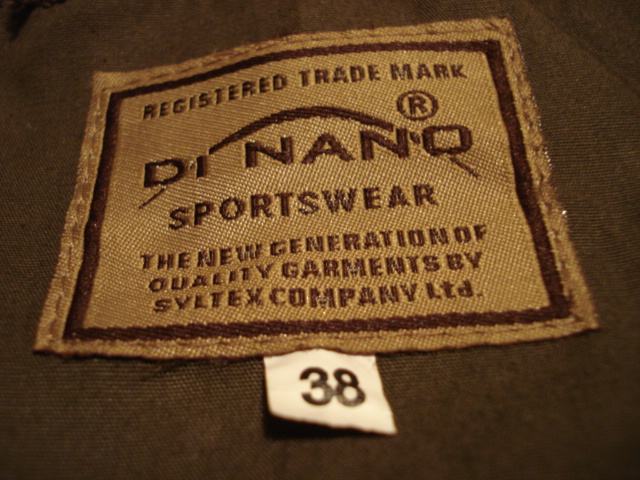 REGISTERED TRADE MARK
®
DI NANO
SPORTSWEAR
THE NEW GENERATION OF
QUALITY GARMENTS BY
SYLTEX COMPANY Ltd.
38